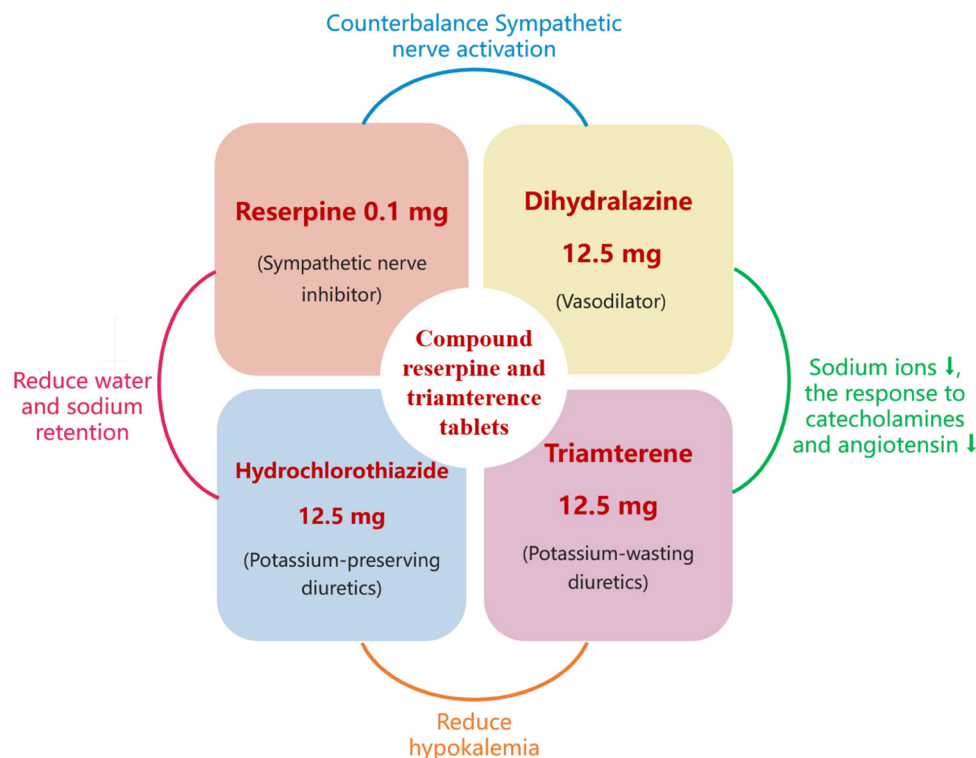 Counterbalance Sympathetic
nerve activation
Reserpine 0.1 mg
(Sympathetic nerve
inhibitor)
Dihydralazine
12.5 mg
(Vasodilator)
Compound
reserpine and
triamterence
tablets
Reduce water
and sodium
retention
Sodium ions ⬇,
the response to
catecholamines
and angiotensin ⬇
Hydrochlorothiazide
12.5 mg
(Potassium-preserving
diuretics)
Triamterene
12.5 mg
(Potassium-wasting
diuretics)
Reduce
hypokalemia